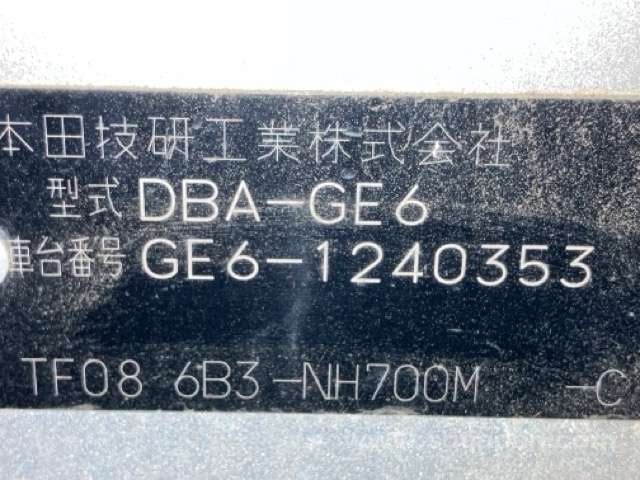 本田技研工業株式会社
型式 DBA-GE6
車台番号 GE6-1240353
TF08 6B3-NH700M -C